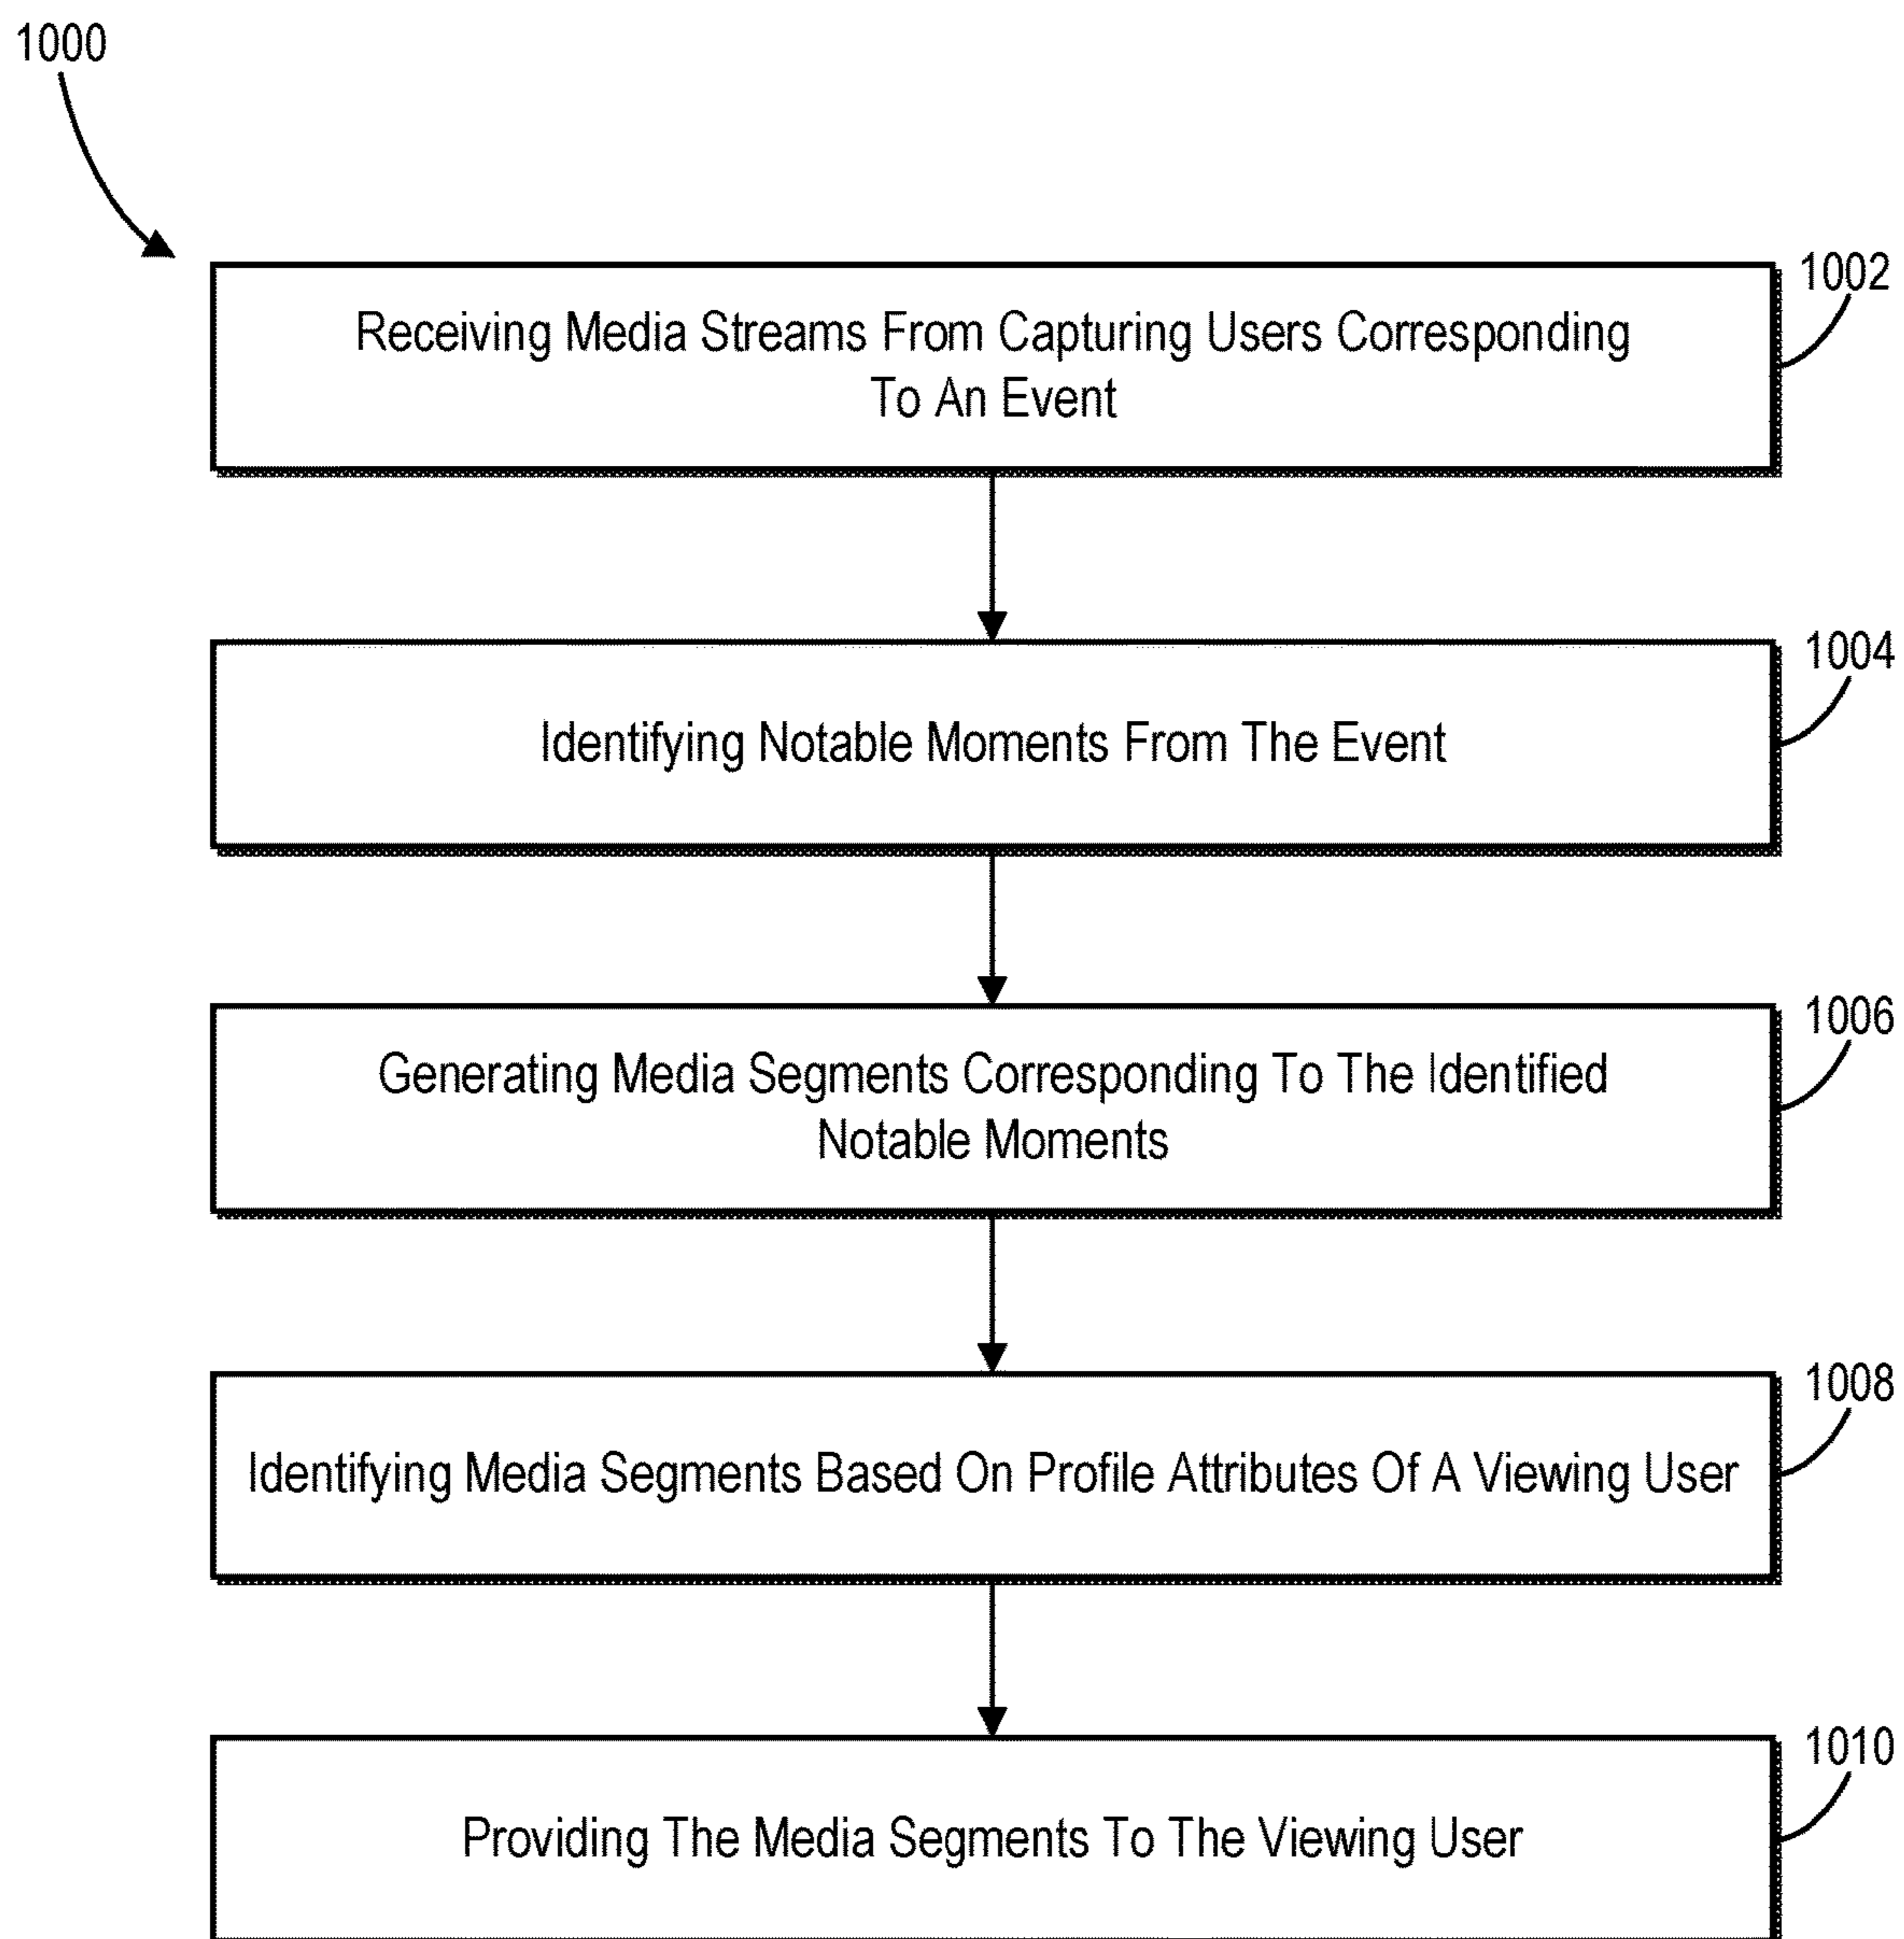 1000
1002
Receiving Media Streams From Capturing Users Corresponding
To An Event
1004
Identifying Notable Moments From The Event
1006
Generating Media Segments Corresponding To The Identified
Notable Moments
1008
Identifying Media Segments Based On Profile Attributes Of A Viewing User
1010
Providing The Media Segments To The Viewing User